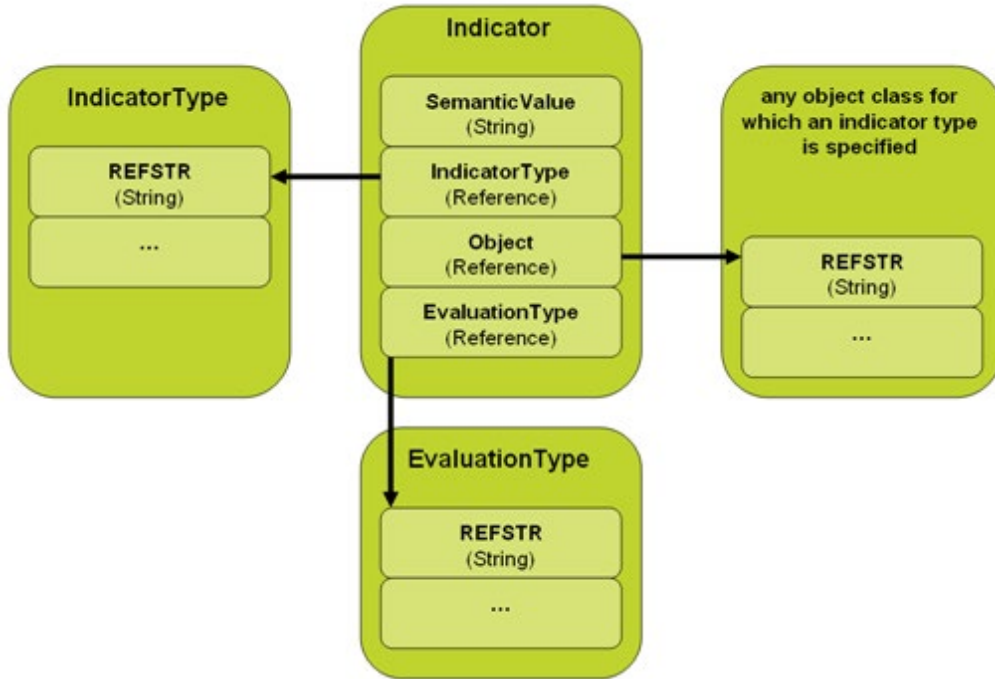 Indicator
SemanticValue
(String)
IndicatorType
(Reference)
Object
(Reference)
EvaluationType
(Reference)
IndicatorType
REFSTR
(String)
...
any object class for
which an indicator type
is specified
REFSTR
(String)
...
EvaluationType
REFSTR
(String)
...